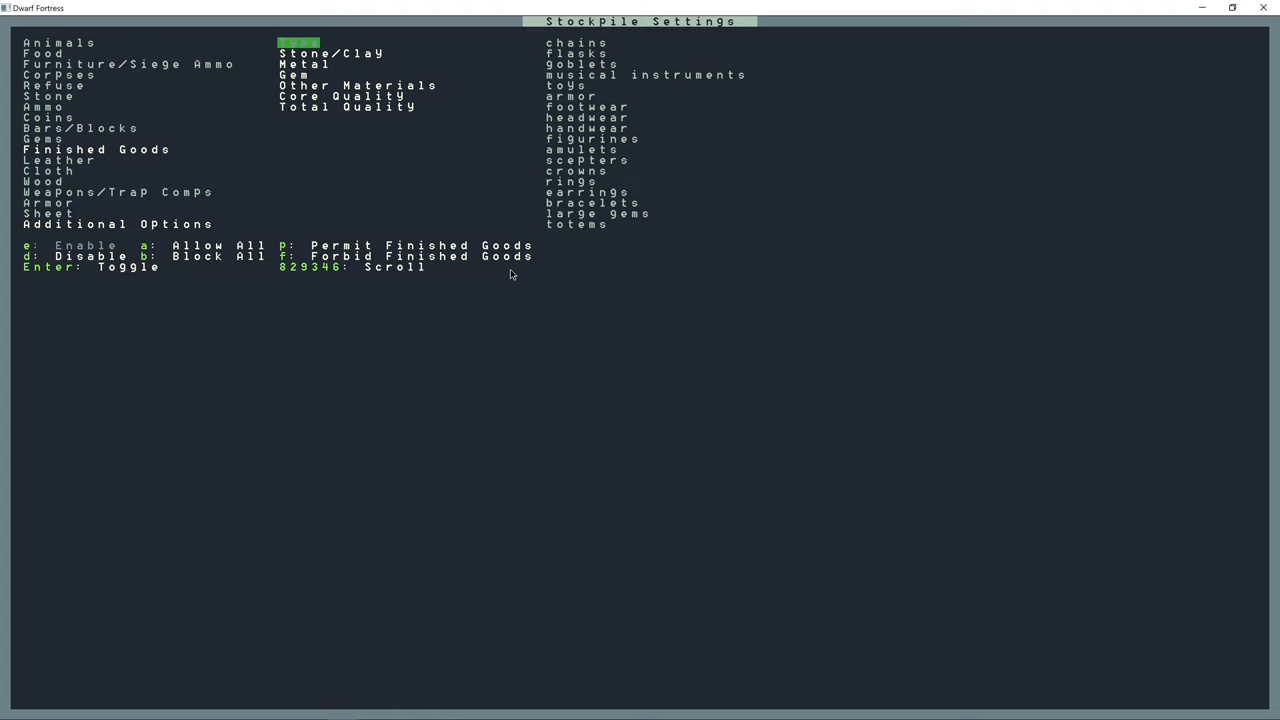 Dwarf Fortress
Stockpile Settings
Animals
Food
Furniture/Siege Ammo
Corpses
Refuse
Stone
Ammo
Coins
Bars/Blocks
Gems
Finished Goods
Leather
Cloth
Wood
Weapons/Trap Comps
Armor
Sheet
Additional Options
Type
Stone/Clay
Metal
Gem
Other Materials
Core Quality
Total Quality
chains
flasks
goblets
musical instruments
toys
armor
footwear
headwear
handwear
figurines
amulets
scepters
crowns
rings
earrings
bracelets
large gems
totems
e: Enable a: Allow All p: Permit Finished Goods
d: Disable b: Block All f: Forbid Finished Goods
Enter: Toggle 829346: Scroll